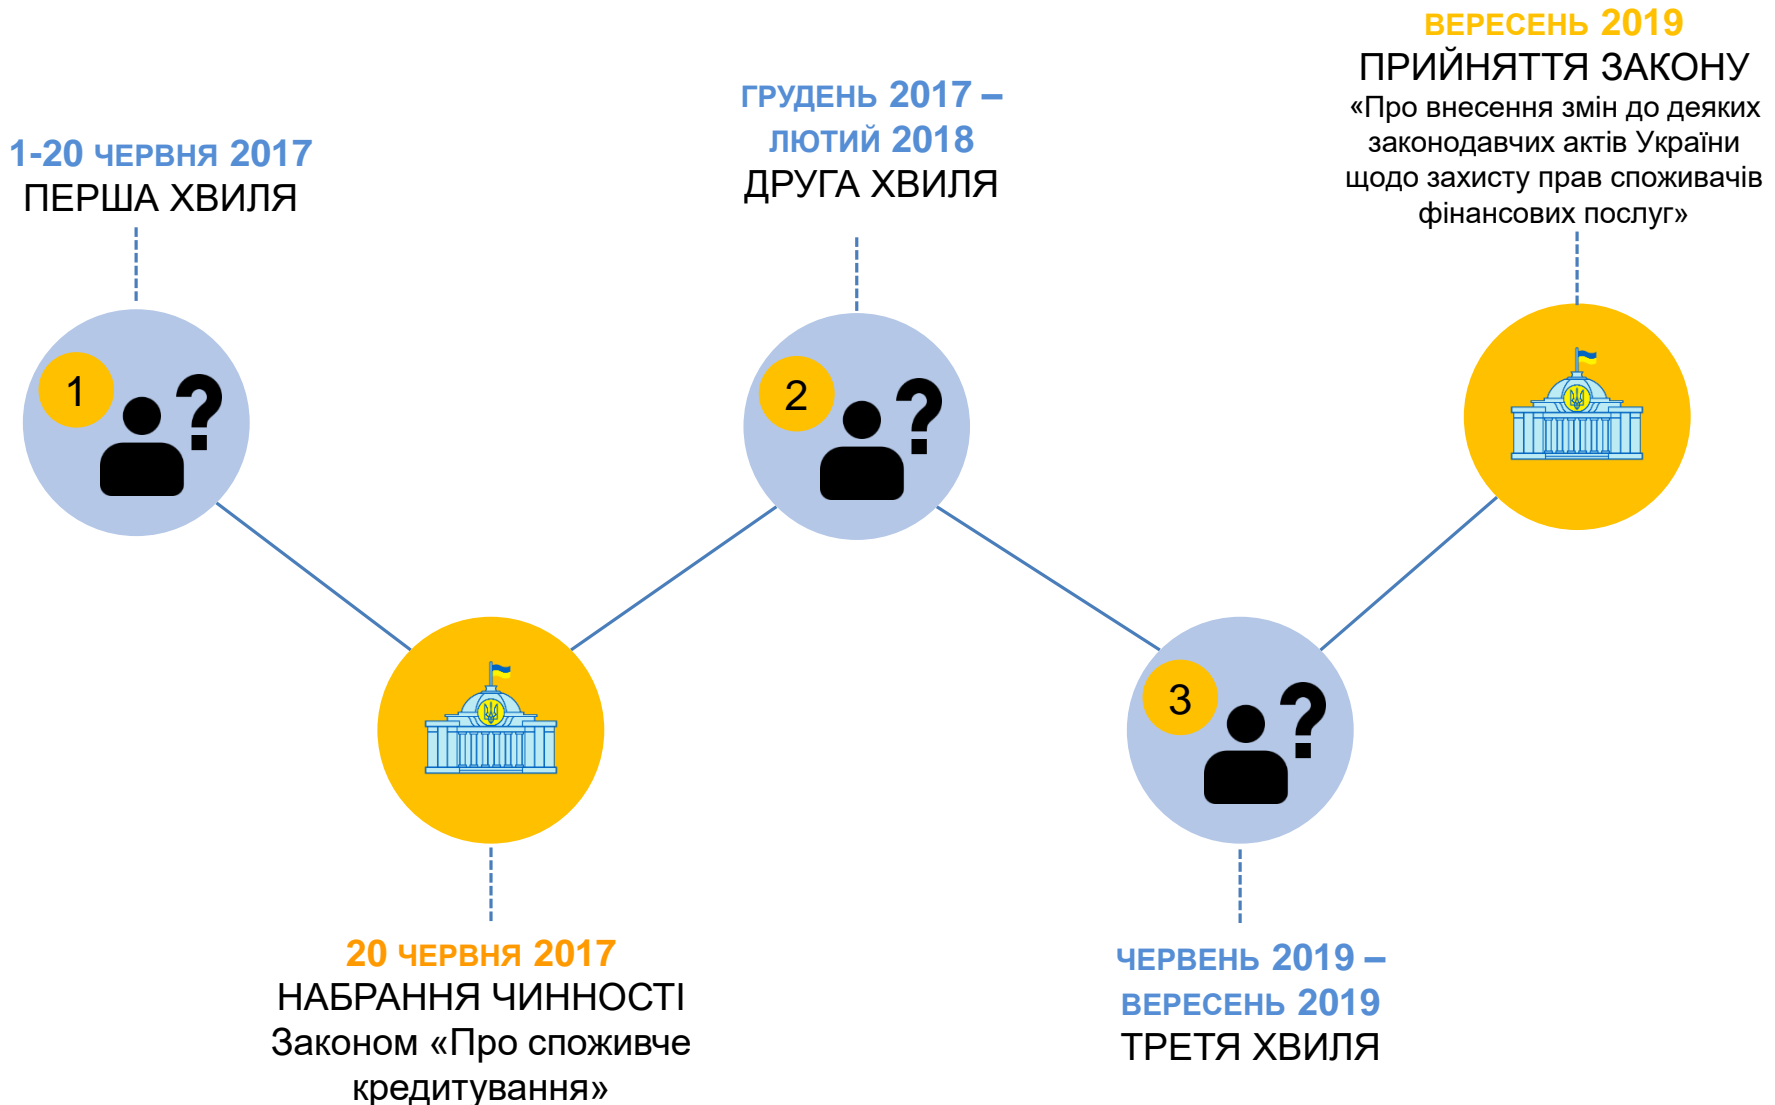 1-20 ЧЕРВНЯ 2017
ПЕРША ХВИЛЯ
1
20 ЧЕРВНЯ 2017
НАБРАННЯ ЧИННОСТІ
Законом «Про споживче
кредитування»
ГРУДЕНЬ 2017 –
ЛЮТИЙ 2018
ДРУГА ХВИЛЯ
2
ЧЕРВЕНЬ 2019 –
ВЕРЕСЕНЬ 2019
ТРЕТЯ ХВИЛЯ
3
ВЕРЕСЕНЬ 2019
ПРИЙНЯТТЯ ЗАКОНУ
«Про внесення змін до деяких
законодавчих актів України
щодо захисту прав споживачів
фінансових послуг»